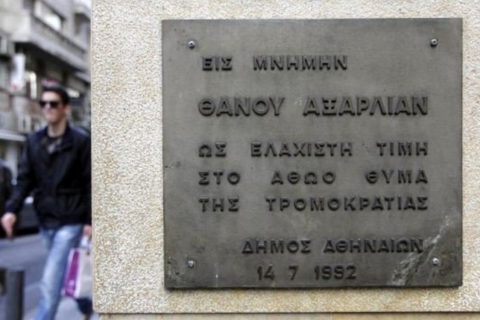 ΕΙΣ ΜΝΗΜΗΝ
ΘΑΝΟΥ ΑΞΑΡΛΙΑΝ
ΩΣ ΕΛΑΧΙΣΤΗ ΤΙΜΗ
ΣΤΟ ΑΘΩΟ ΘΥΜΑ
ΤΗΣ ΤΡΟΜΟΚΡΑΤΙΑΣ
ΔΗΜΟΣ ΑΘΗΝΑΙΩΝ
14 7 1992